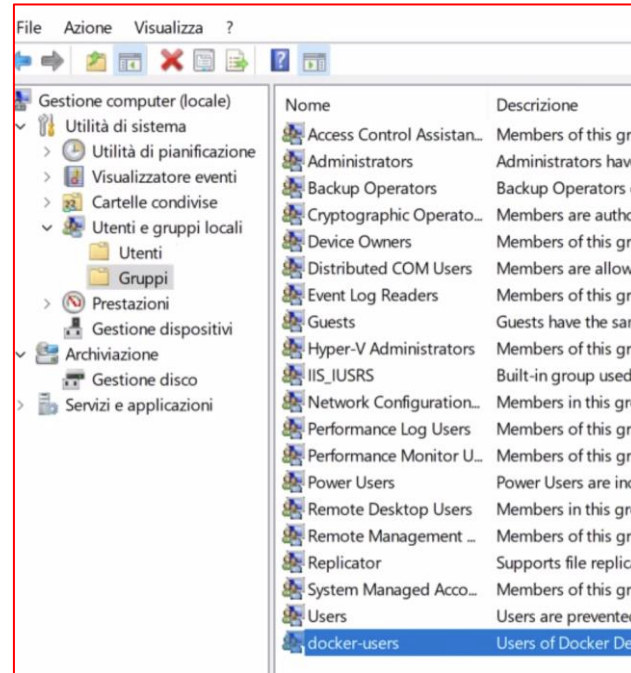 File Azione Visualizza ?
Gestione computer (locale)
Utilità di sistema
Utilità di pianificazione
Visualizzatore eventi
Cartelle condivise
Utenti e gruppi locali
Utenti
Gruppi
Prestazioni
Gestione dispositivi
Archiviazione
Gestione disco
Servizi e applicazioni
Nome Descrizione
Access Control Assistan... Members of this gr
Administrators Administrators hav
Backup Operators Backup Operators
Cryptographic Operato... Members are autho
Device Owners Members of this gr
Distributed COM Users Members are allow
Event Log Readers Members of this gr
Guests Guests have the sa
Hyper-V Administrators Members of this gr
IIS_IUSRS Built-in group used
Network Configuration... Members in this gr
Performance Log Users Members of this gr
Performance Monitor U... Members of this gr
Power Users Power Users are in
Remote Desktop Users Members in this gr
Remote Management ... Members of this gr
Replicator Supports file replic
System Managed Acco... Members of this gr
Users Users are prevente
docker-users Users of Docker De